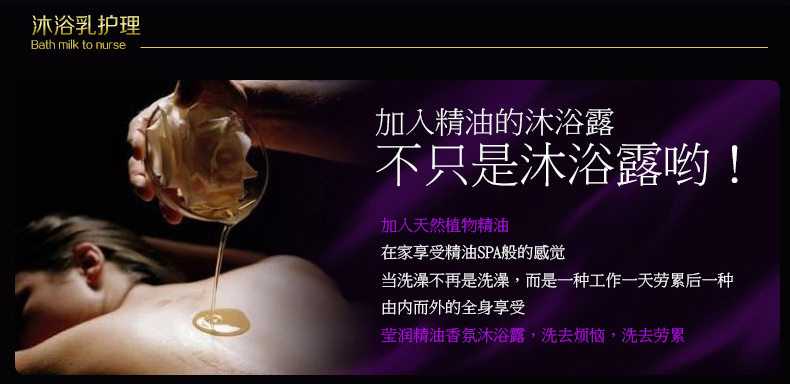 沐浴乳护理
Bath milk to nurse
加入精油的沐浴露
不只是沐浴露哟！
加入天然植物精油
在家享受精油SPA般的感觉
当洗澡不再是洗澡，而是一种工作一天劳累后一种
由内而外的全身享受
莹润精油香氛沐浴露，洗去烦恼，洗去劳累